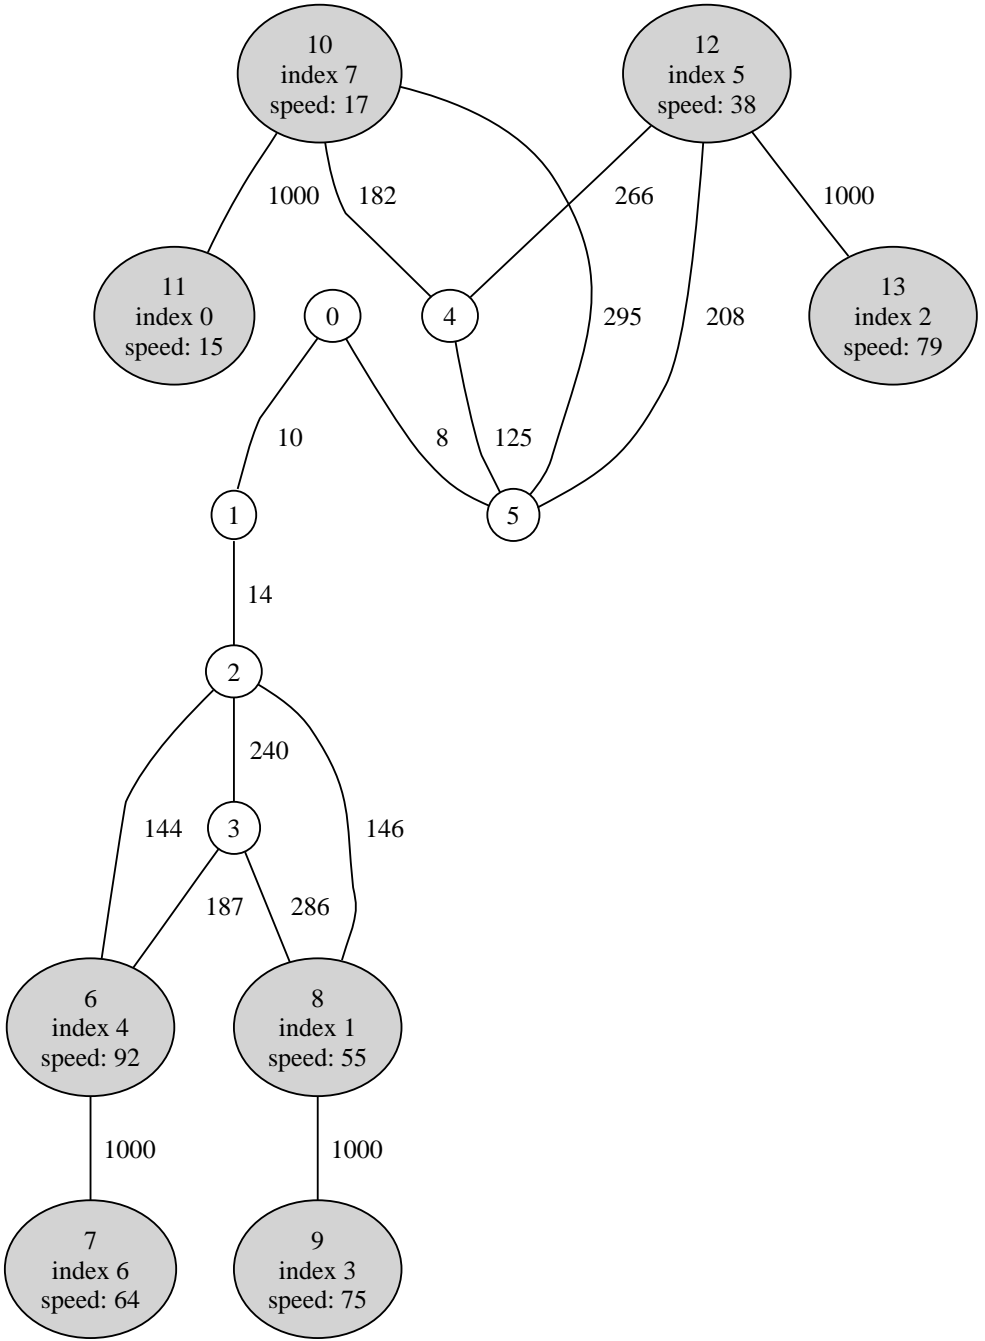 10
index 7
speed: 17
12
index 5
speed: 38
1000
182
266
1000
11
index 0
speed: 15
0
4
295
208
13
index 2
speed: 79
10
8
125
1
5
14
2
240
144
3
146
187
286
6
index 4
speed: 92
8
index 1
speed: 55
1000
1000
7
index 6
speed: 64
9
index 3
speed: 75